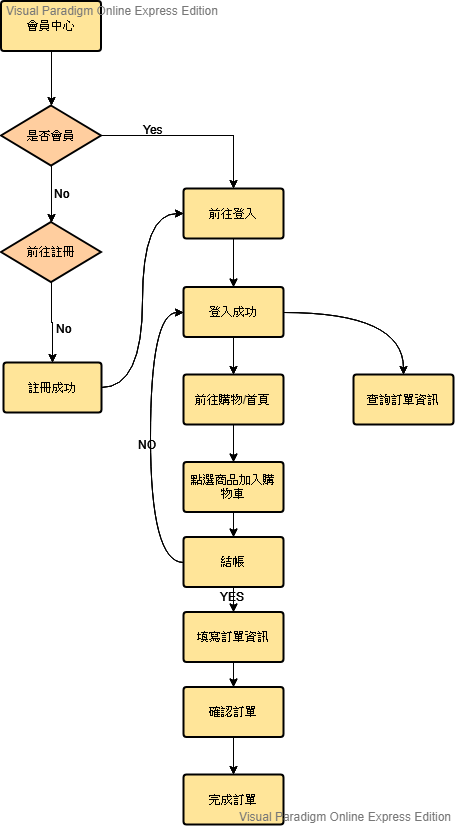 Visual Paradigm Online Express Edition
會員中心
是否會員
Yes
No
前往註冊
前往登入
No
登入成功
註冊成功
前往購物/首頁
查詢訂單資訊
NO
點選商品加入購
物車
結帳
YES
填寫訂單資訊
確認訂單
完成訂單
Visual Paradigm Online Express Edition